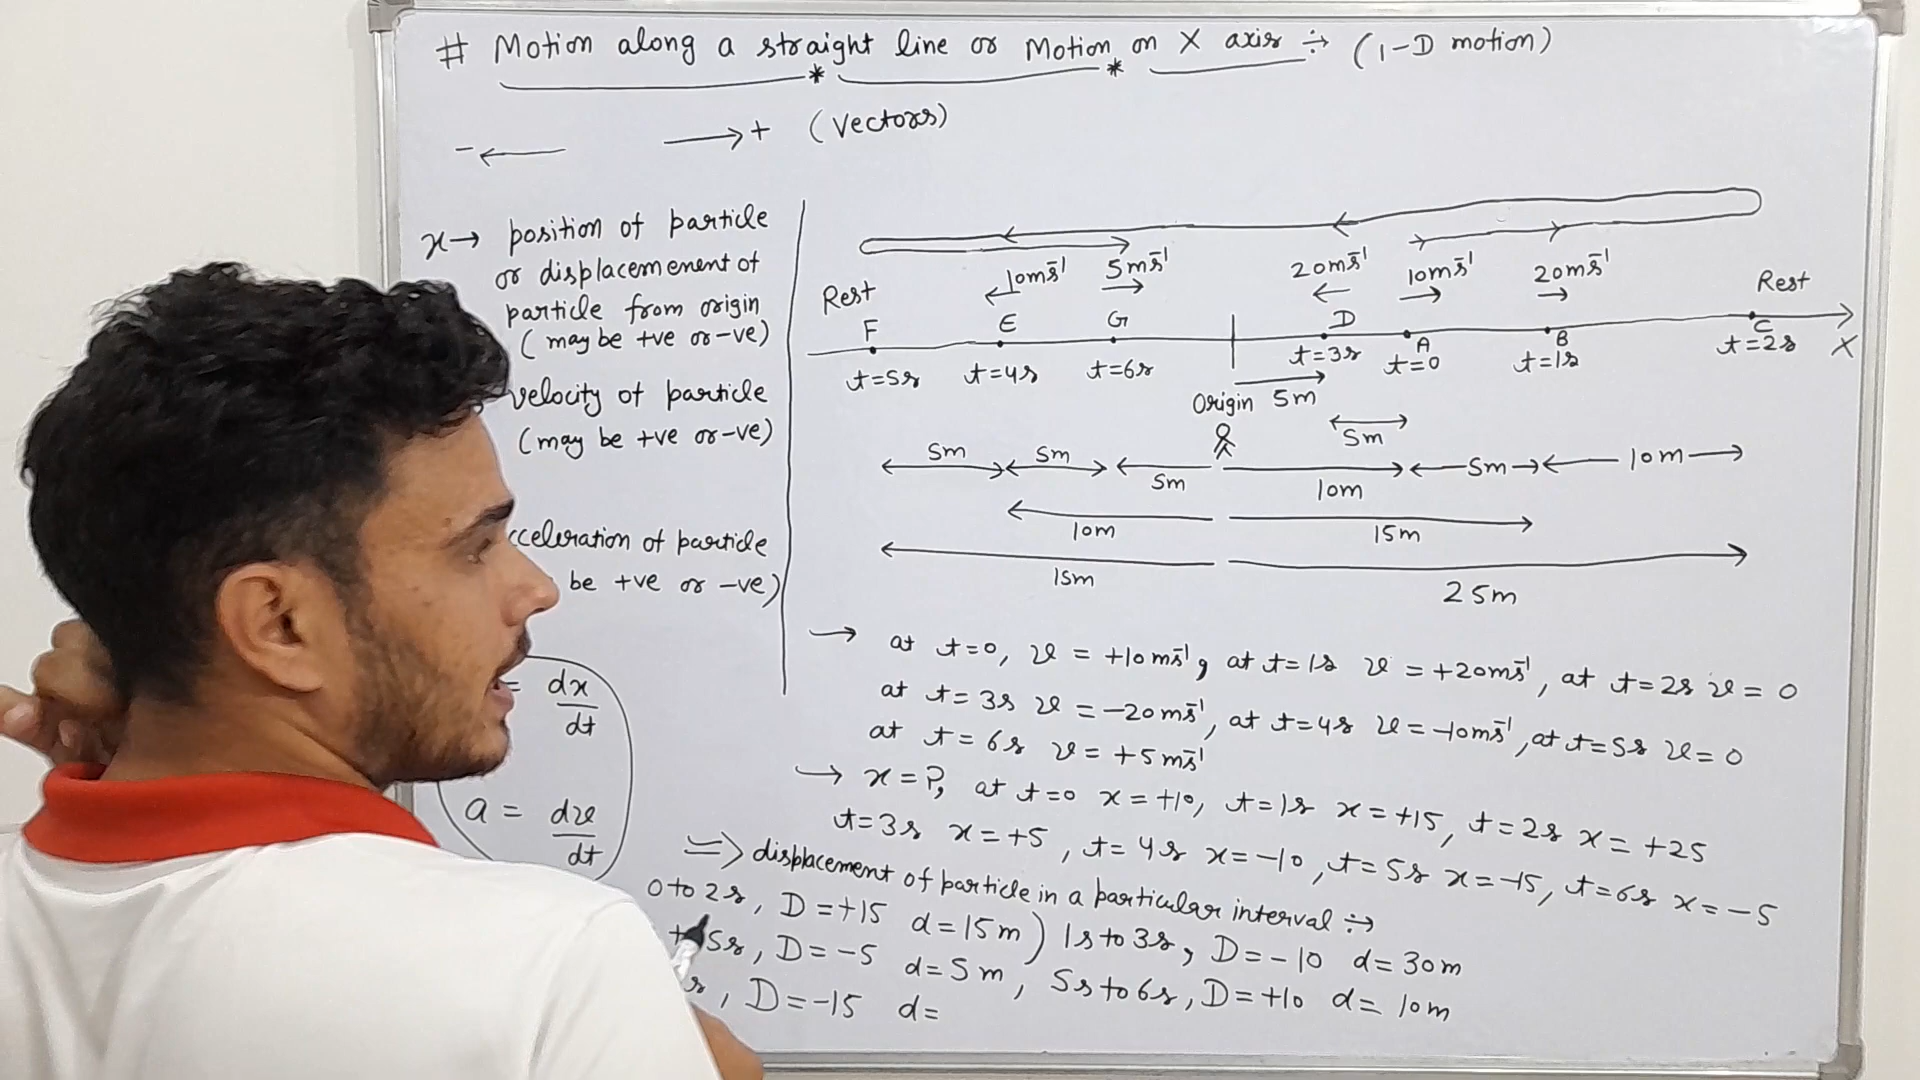 # Motion along a straight line or Motion on X axis ÷ (1-D motion)
- ← → + (Vectors)
x → position of particle
or displacemenent of
particle from origin
(may be +ve or -ve)
velocity of particle
(may be +ve or -ve)
cceleration of particle
be +ve or -ve)
= dx/dt
a = dv/dt
10ms⁻¹ 5ms⁻¹ 20ms⁻¹ 10ms⁻¹ 20ms⁻¹
Rest ← → ← → → Rest
F E G D A B C
t=5s t=4s t=6s t=3s t=0 t=1s t=2s X
Origin 5m
5m
5m 5m 5m 10m 5m 10m
10m 15m
15m 25m
→ at t=0, v = +10ms⁻¹, at t=1s v = +20ms⁻¹, at t=2s v = 0
at t=3s v = -20ms⁻¹, at t=4s v = -10ms⁻¹, at t=5s v = 0
at t=6s v = +5ms⁻¹
→ x=?, at t=0 x=+10, t=1s x=+15, t=2s x=+25
t=3s x=+5, t=4s x=-10, t=5s x=-15, t=6s x=-5
=> displacement of particle in a particular interval ÷
0 to 2s, D=+15 d=15m) 1s to 3s, D=-10 d=30m
5s, D=-5 d=5m, 5s to 6s, D=+10 d=10m
s, D=-15 d=